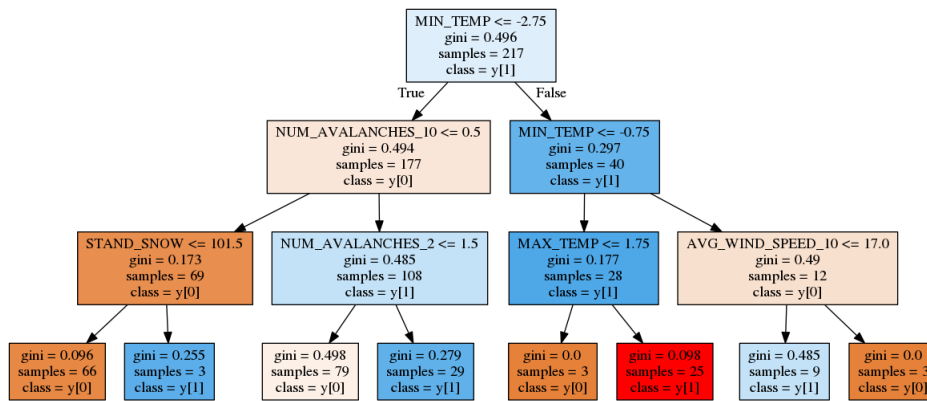 MIN_TEMP <= -2.75
gini = 0.496
samples = 217
class = y[1]
True
False
NUM_AVALANCHES_10 <= 0.5
gini = 0.494
samples = 177
class = y[0]
MIN_TEMP <= -0.75
gini = 0.297
samples = 40
class = y[1]
STAND_SNOW <= 101.5
gini = 0.173
samples = 69
class = y[0]
NUM_AVALANCHES_2 <= 1.5
gini = 0.485
samples = 108
class = y[1]
MAX_TEMP <= 1.75
gini = 0.177
samples = 28
class = y[1]
AVG_WIND_SPEED_10 <= 17.0
gini = 0.49
samples = 12
class = y[0]
gini = 0.096
samples = 66
class = y[0]
gini = 0.255
samples = 3
class = y[1]
gini = 0.498
samples = 79
class = y[0]
gini = 0.279
samples = 29
class = y[1]
gini = 0.0
samples = 3
class = y[0]
gini = 0.098
samples = 25
class = y[1]
gini = 0.485
samples = 9
class = y[1]
gini = 0.0
samples = 3
class = y[0]